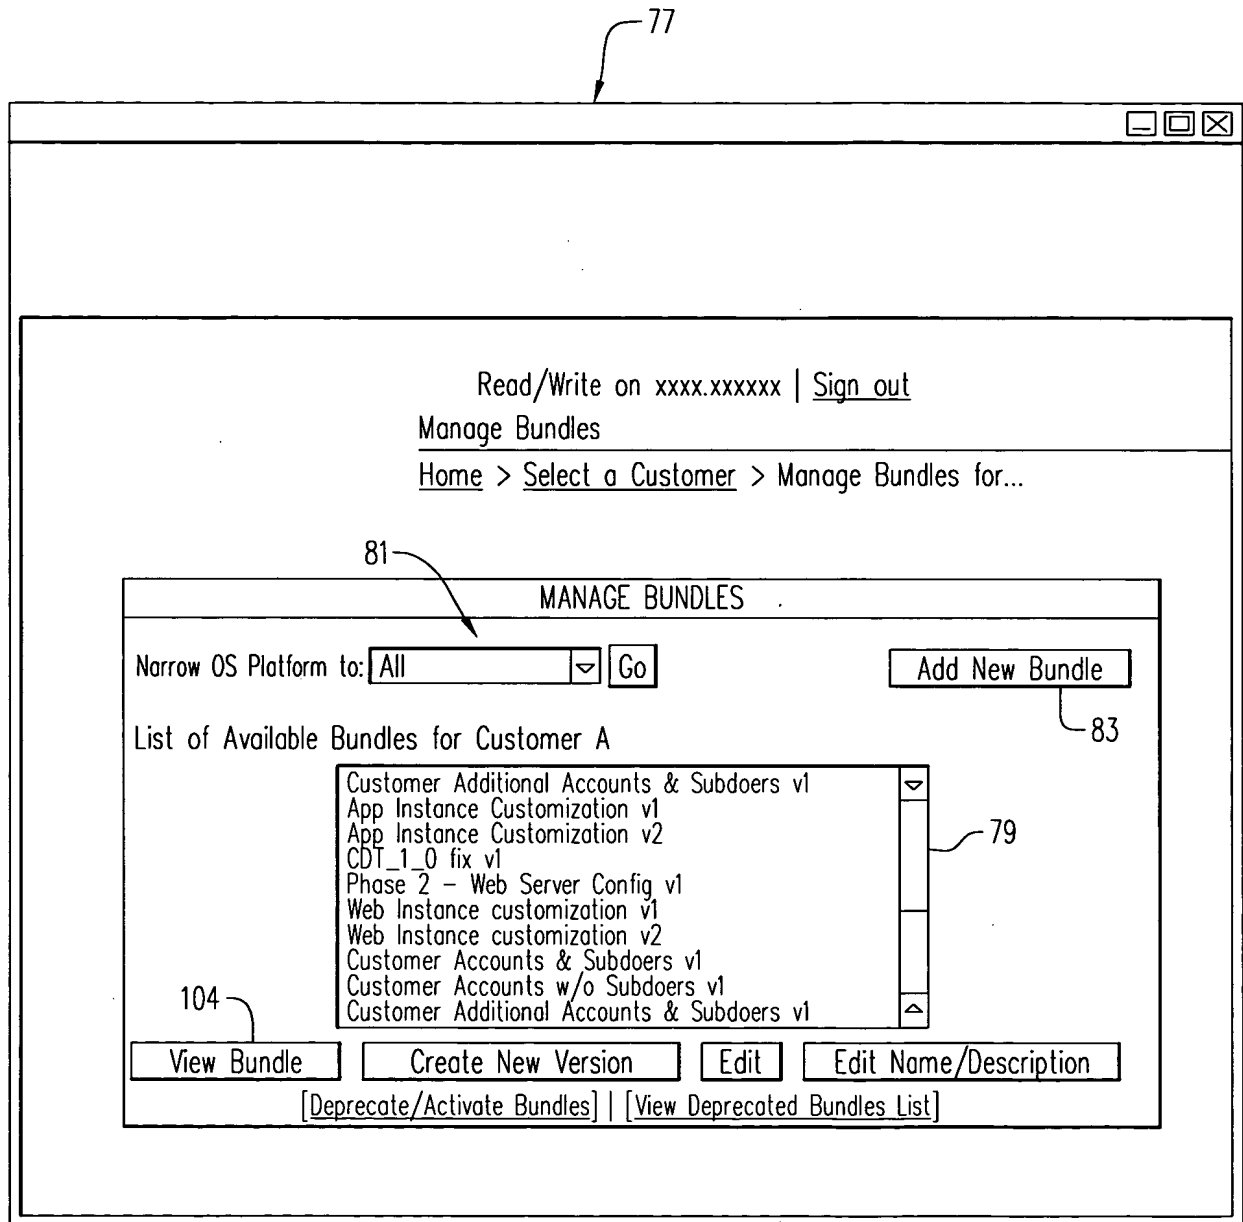 77
Read/Write on xxxx.xxxxxx | Sign out
Manage Bundles
Home > Select a Customer > Manage Bundles for...
81
MANAGE BUNDLES
Narrow OS Platform to: All Go Add New Bundle
83
List of Available Bundles for Customer A
Customer Additional Accounts & Subdoers v1
App Instance Customization v1
App Instance Customization v2
CDT_1_0 fix v1
Phase 2 – Web Server Config v1
Web Instance customization v1
Web Instance customization v2
Customer Accounts & Subdoers v1
Customer Accounts w/o Subdoers v1
Customer Additional Accounts & Subdoers v1
79
104
View Bundle Create New Version Edit Edit Name/Description
[Deprecate/Activate Bundles] | [View Deprecated Bundles List]